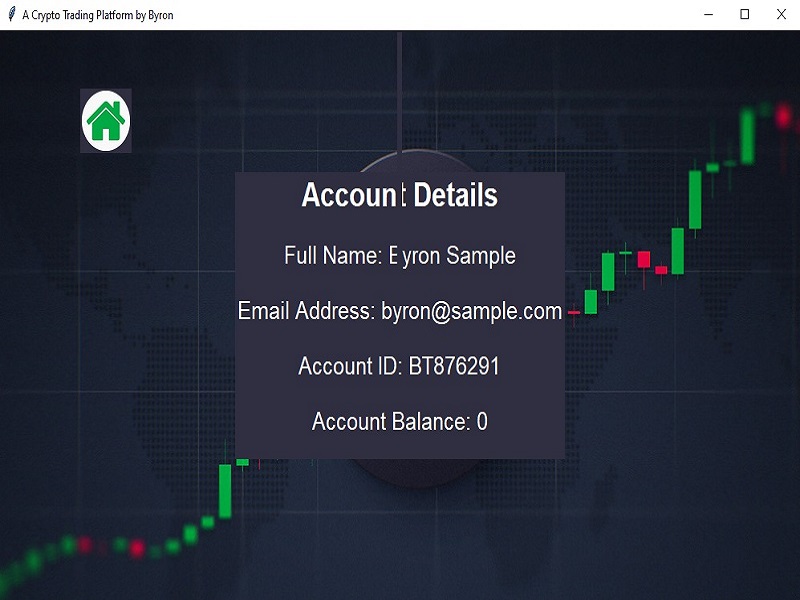 A Crypto Trading Platform by Byron
Account Details
Full Name: Byron Sample
Email Address: byron@sample.com
Account ID: BT876291
Account Balance: 0